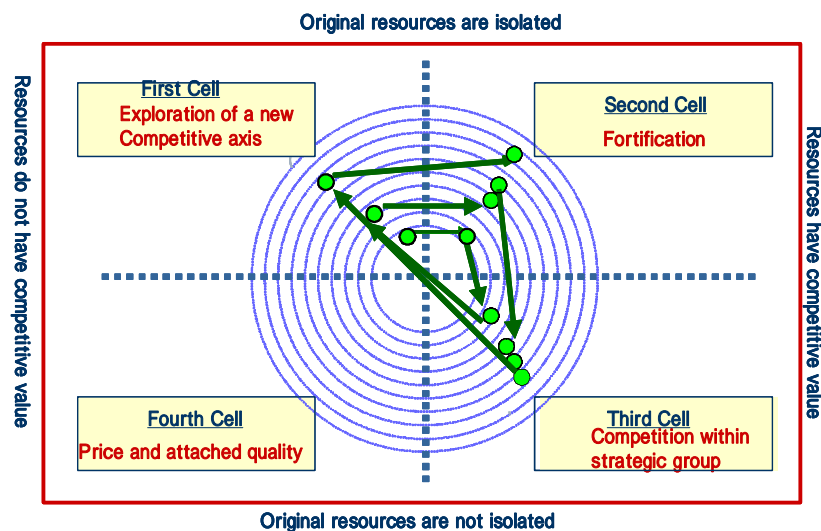 Original resources are isolated
Resources do not have competitive value
First Cell
Exploration of a new
Competitive axis
Second Cell
Fortification
Resources have competitive value
Fourth Cell
Price and attached quality
Third Cell
Competition within
strategic group
Original resources are not isolated